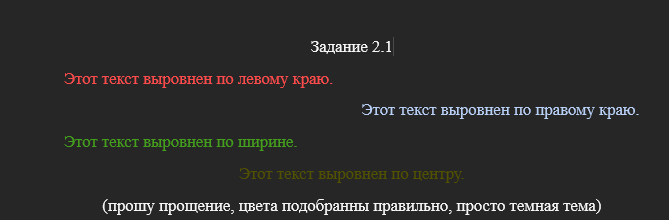 Задание 2.1
Этот текст выровнен по левому краю.
Этот текст выровнен по правому краю.
Этот текст выровнен по ширине.
Этот текст выровнен по центру.
(прошу прощение, цвета подобранны правильно, просто темная тема)